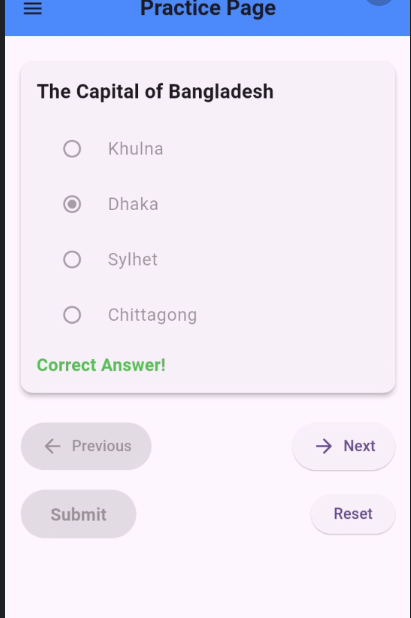 Practice Page
The Capital of Bangladesh
Khulna
Dhaka
Sylhet
Chittagong
Correct Answer!
Previous
Next
Submit
Reset